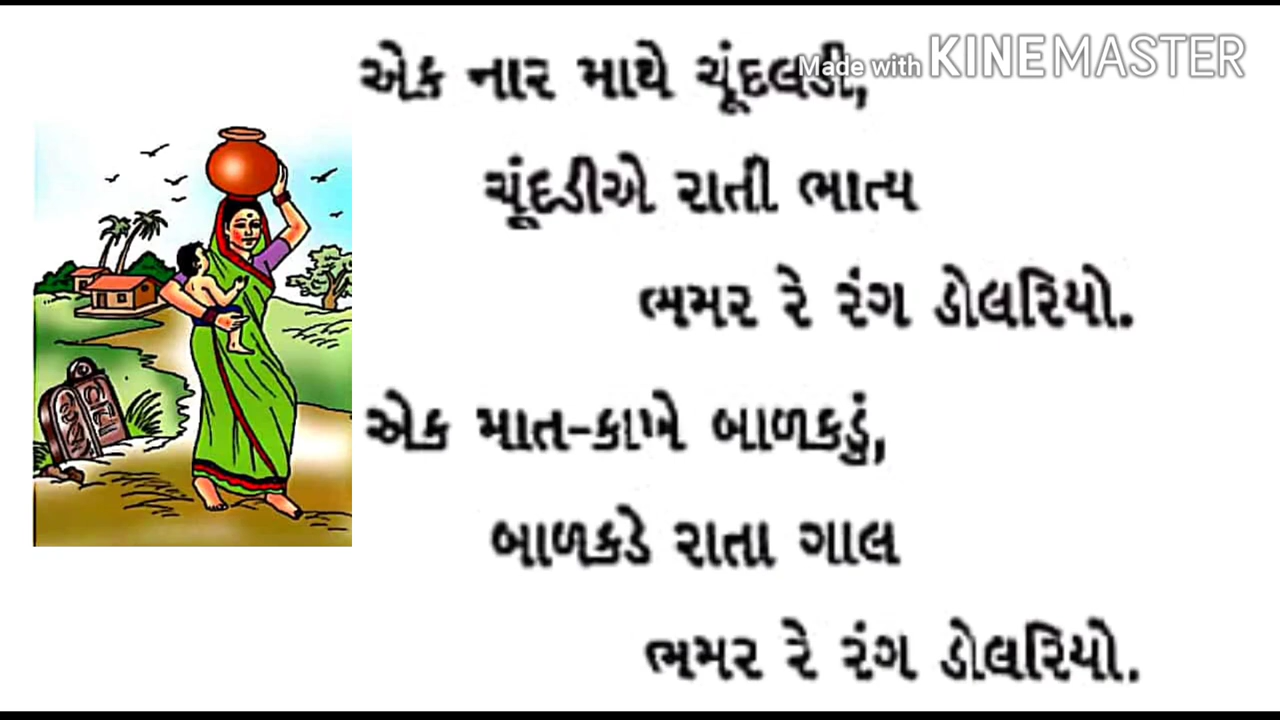 Made with KINEMASTER
એક નાર માથે ચૂંદલડી,
ચૂંદડીએ રાતી ભાત્ય
ભમર રે રંગ ડોલરિયો.
એક માત-કાખે બાળકડું,
બાળકડે રાતા ગાલ
ભમર રે રંગ ડોલરિયો.